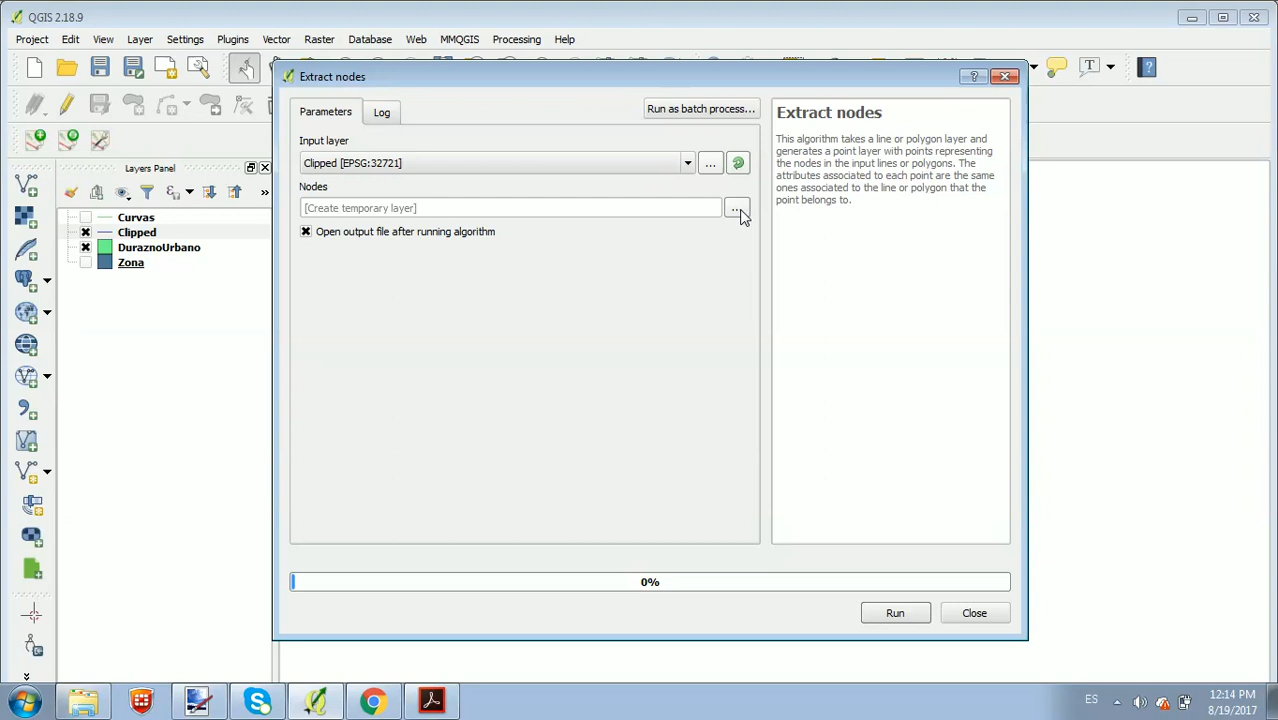 QGIS 2.18.9
Project Edit View Layer Settings Plugins Vector Raster Database Web MMQGIS Processing Help
Extract nodes
Parameters Log Run as batch process...
Input layer
Clipped [EPSG:32721] ...
Nodes
[Create temporary layer] ...
Open output file after running algorithm
Extract nodes
This algorithm takes a line or polygon layer and
generates a point layer with points representing
the nodes in the input lines or polygons. The
attributes associated to each point are the same
ones associated to the line or polygon that the
point belongs to.
Layers Panel
»
Curvas
Clipped
DuraznoUrbano
Zona
0%
Run Close
ES
12:14 PM
8/19/2017